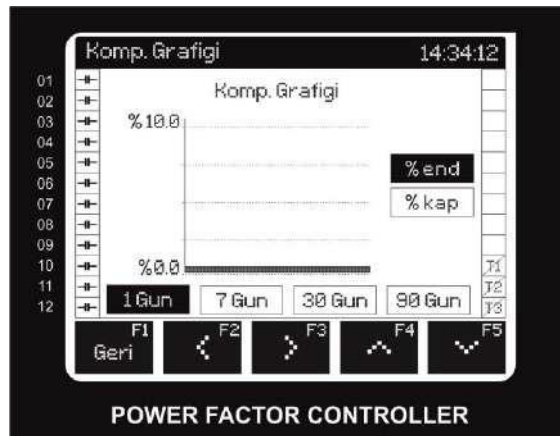 Komp. Grafigi 14:34:12
Komp. Grafigi
01
02
03
04
05
06
07
08
09
10
11
12
%10.0
%0.0
%end
%kap
T1
T2
T3
1 Gun 7 Gun 30 Gun 90 Gun
F1 F2 F3 F4 F5
Geri < > ^ v
POWER FACTOR CONTROLLER